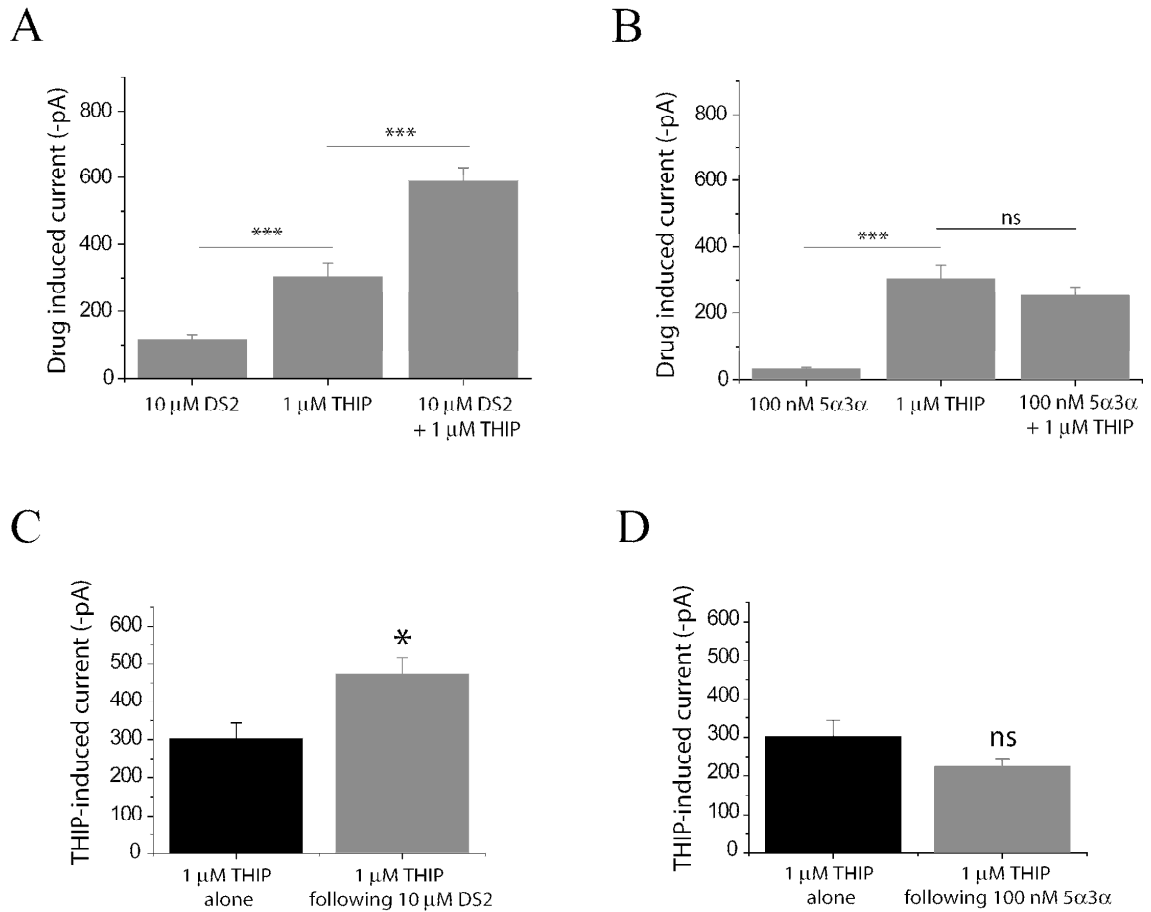 A
Drug induced current (-pA)
800
600
400
200
0
***
***
10 μM DS2
1 μM THIP
10 μM DS2
+ 1 μM THIP
B
Drug induced current (-pA)
800
600
400
200
0
***
ns
100 nM 5α3α
1 μM THIP
100 nM 5α3α
+ 1 μM THIP
C
THIP-induced current (-pA)
600
500
400
300
200
100
0
*
1 μM THIP
alone
1 μM THIP
following 10 μM DS2
D
THIP-induced current (-pA)
600
500
400
300
200
100
0
ns
1 μM THIP
alone
1 μM THIP
following 100 nM 5α3α